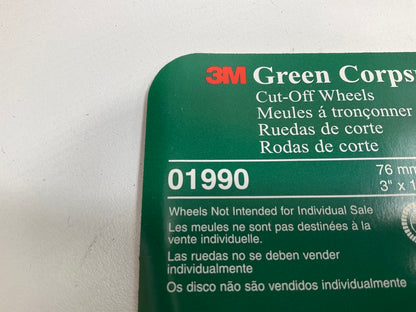 3M Green Corps
Cut-Off Wheels
Meules á tronçonner
Ruedas de corte
Rodas de corte
01990
76 mm
3" x 1
Wheels Not Intended for Individual Sale
Les meules ne sont pas destinées à la
vente individuelle.
Las ruedas no se deben vender
individualmente
Os disco não são vendidos individualmente